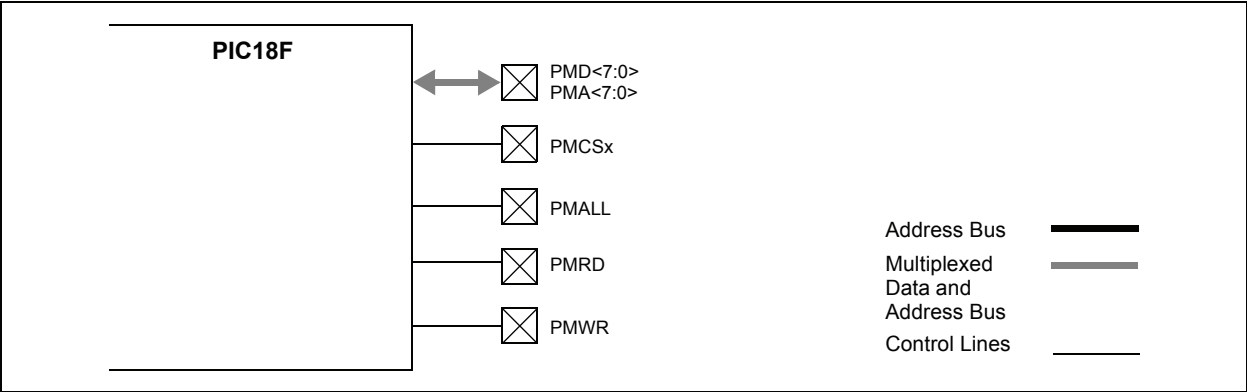 PIC18F
PMD<7:0>
PMA<7:0>
PMCSx
PMALL
PMRD
PMWR
Address Bus
Multiplexed
Data and
Address Bus
Control Lines